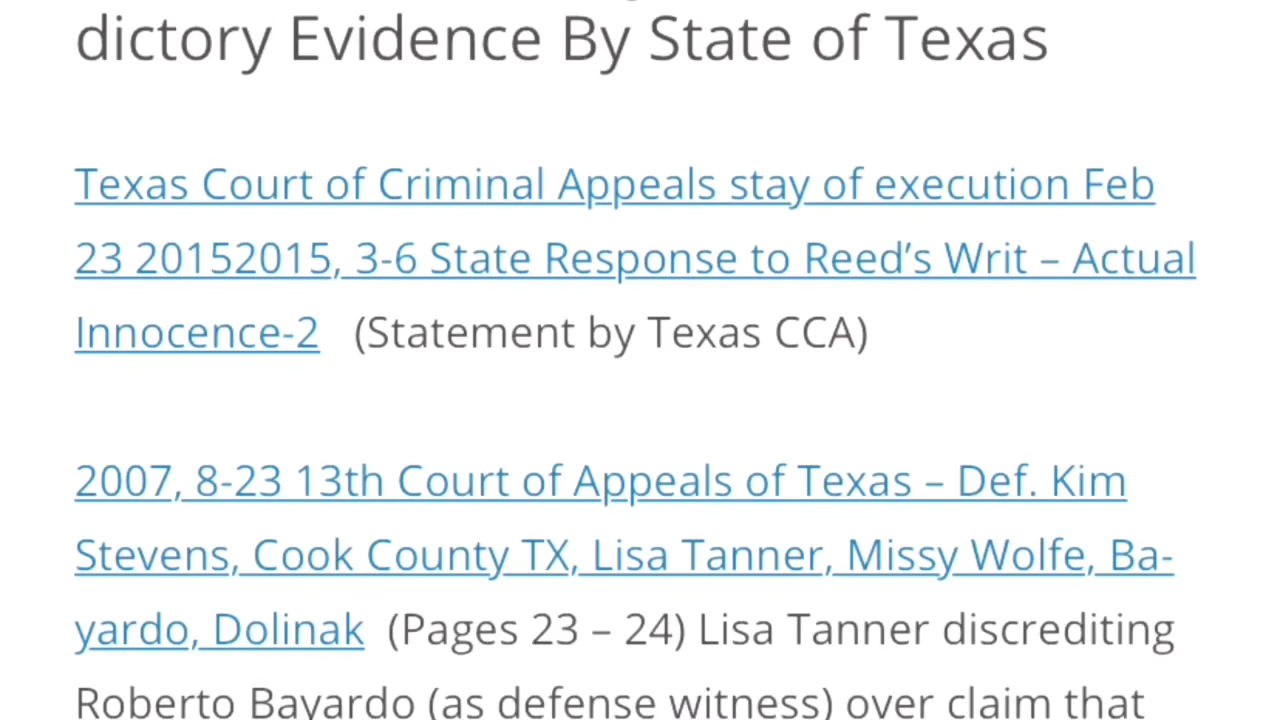 dictory Evidence By State of Texas
Texas Court of Criminal Appeals stay of execution Feb
23 20152015, 3-6 State Response to Reed’s Writ – Actual
Innocence-2 (Statement by Texas CCA)
2007, 8-23 13th Court of Appeals of Texas – Def. Kim
Stevens, Cook County TX, Lisa Tanner, Missy Wolfe, Ba-
yardo, Dolinak (Pages 23 – 24) Lisa Tanner discrediting
Roberto Bayardo (as defense witness) over claim that